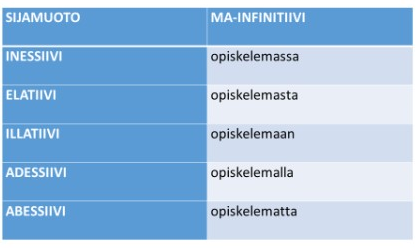 SIJAMUOTO MA-INFINITIIVI
INESSIIVI opiskelemassa
ELATIIVI opiskelemasta
ILLATIIVI opiskelemaan
ADESSIIVI opiskelemalla
ABESSIIVI opiskelematta